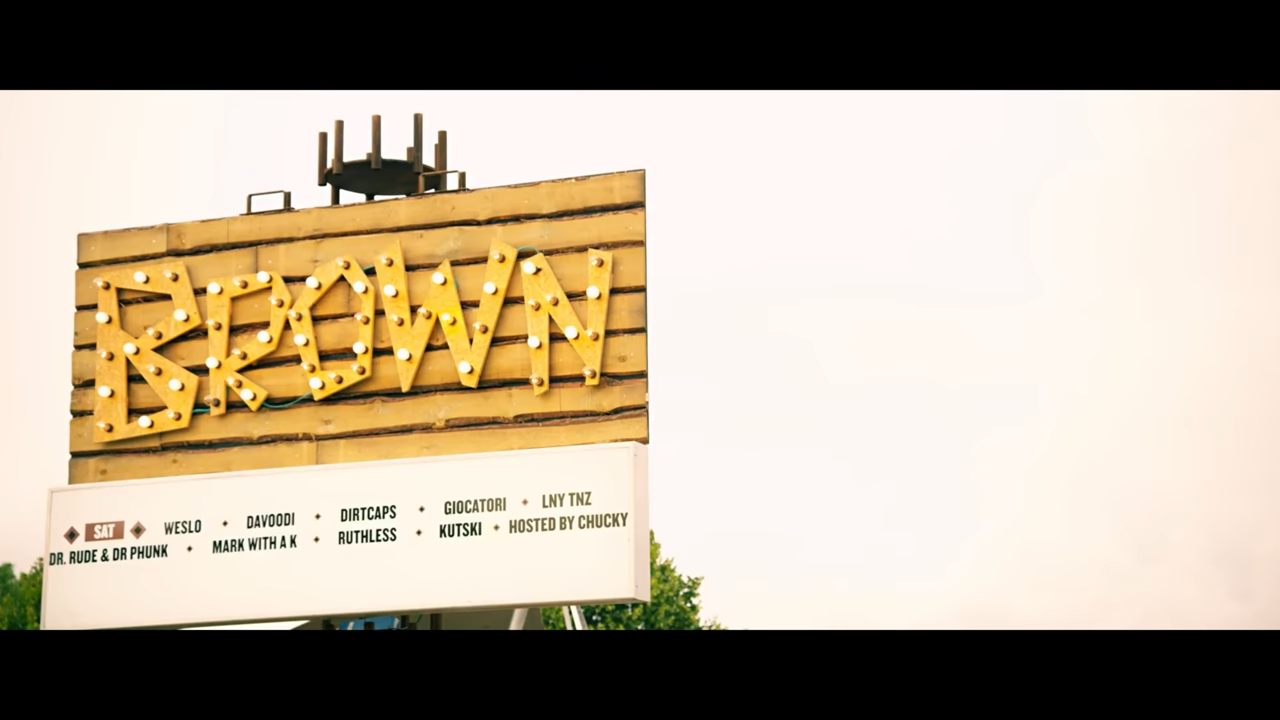 BROWN
SAT WESLO DAVOODI DIRTCAPS GIOCATORI LNY TNZ
DR. RUDE & DR PHUNK MARK WITH A K RUTHLESS KUTSKI HOSTED BY CHUCKY